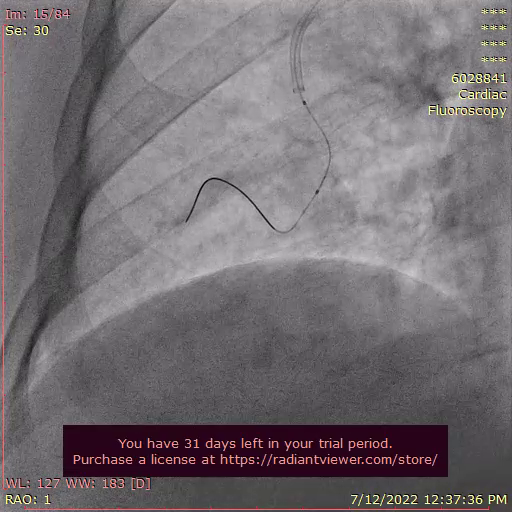 Im: 15/84
Se: 30
***
***
***
***
6028841
Cardiac
Fluoroscopy
You have 31 days left in your trial period.
Purchase a license at https://radiantviewer.com/store/
WL: 127 WW: 183 [D]
RAO: 1
7/12/2022 12:37:36 PM